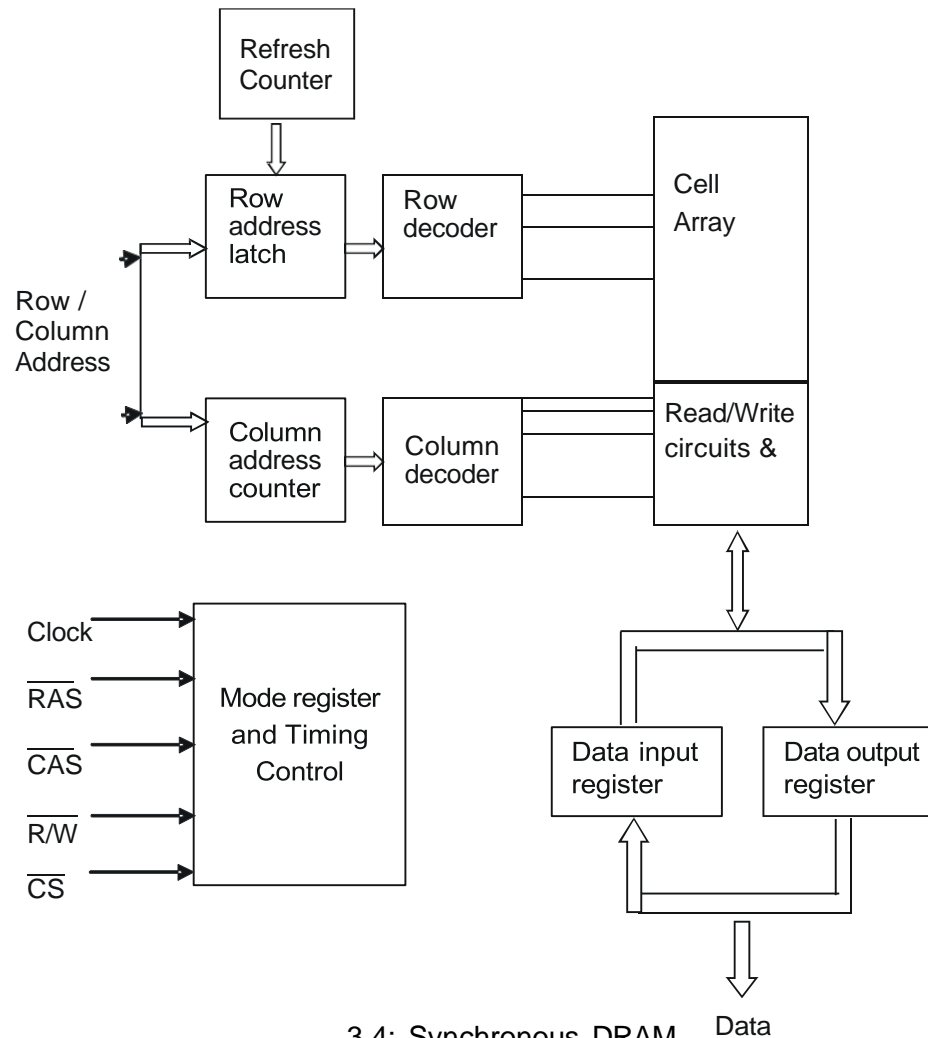 Refresh
Counter
Row
address
latch
Row
decoder
Cell
Array
Row /
Column
Address
Column
address
counter
Column
decoder
Read/Write
circuits &
Clock
RAS
CAS
R/W
CS
Mode register
and Timing
Control
Data input
register
Data output
register
Data
3.4: Synchronous DRAM